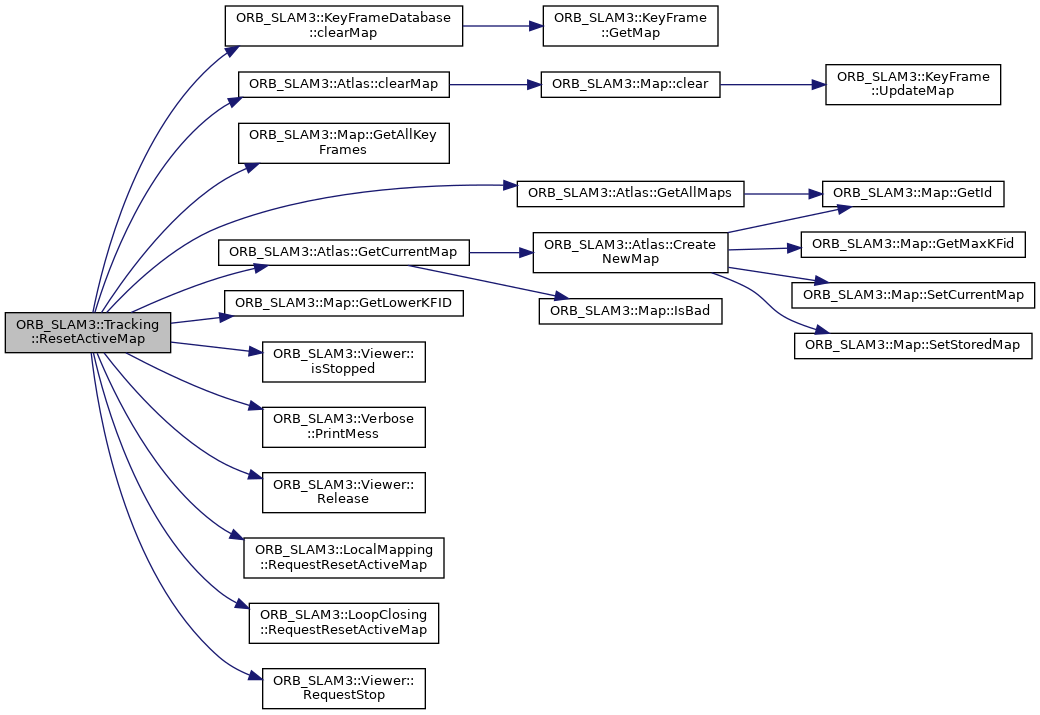 ORB_SLAM3::Tracking
::ResetActiveMap
ORB_SLAM3::KeyFrameDatabase
::clearMap
ORB_SLAM3::KeyFrame
::GetMap
ORB_SLAM3::Atlas::clearMap
ORB_SLAM3::Map::clear
ORB_SLAM3::KeyFrame
::UpdateMap
ORB_SLAM3::Map::GetAllKey
Frames
ORB_SLAM3::Atlas::GetAllMaps
ORB_SLAM3::Map::GetId
ORB_SLAM3::Atlas::GetCurrentMap
ORB_SLAM3::Atlas::Create
NewMap
ORB_SLAM3::Map::GetMaxKFid
ORB_SLAM3::Map::SetCurrentMap
ORB_SLAM3::Map::SetStoredMap
ORB_SLAM3::Map::IsBad
ORB_SLAM3::Map::GetLowerKFID
ORB_SLAM3::Viewer::
isStopped
ORB_SLAM3::Verbose
::PrintMess
ORB_SLAM3::Viewer::
Release
ORB_SLAM3::LocalMapping
::RequestResetActiveMap
ORB_SLAM3::LoopClosing
::RequestResetActiveMap
ORB_SLAM3::Viewer::
RequestStop